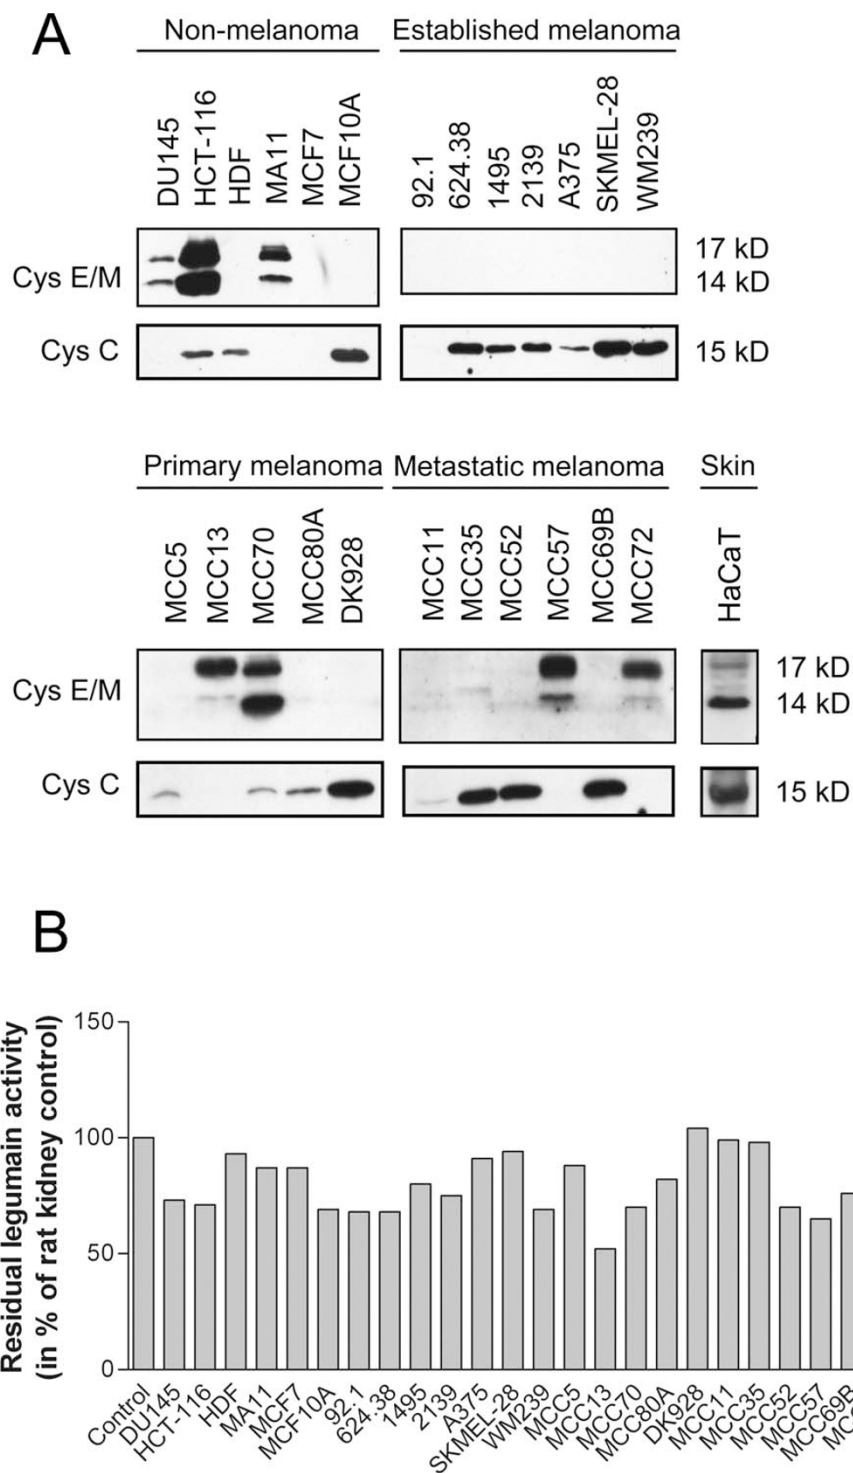 A
Non-melanoma
Established melanoma
DU145
HCT-116
HDF
MA11
MCF7
MCF10A
92.1
624.38
1495
2139
A375
SKMEL-28
WM239
Cys E/M
17 kD
14 kD
Cys C
15 kD
Primary melanoma
Metastatic melanoma
Skin
MCC5
MCC13
MCC70
MCC80A
DK928
MCC11
MCC35
MCC52
MCC57
MCC69B
MCC72
HaCaT
Cys E/M
17 kD
14 kD
Cys C
15 kD
B
Residual legumain activity
(in % of rat kidney control)
150
100
50
0
Control
DU145
HCT-116
HDF
MA11
MCF7
MCF10A
92.1
624.38
1495
2139
A375
SKMEL-28
WM239
MCC5
MCC13
MCC70
MCC80A
DK928
MCC11
MCC35
MCC52
MCC57
MCC69B